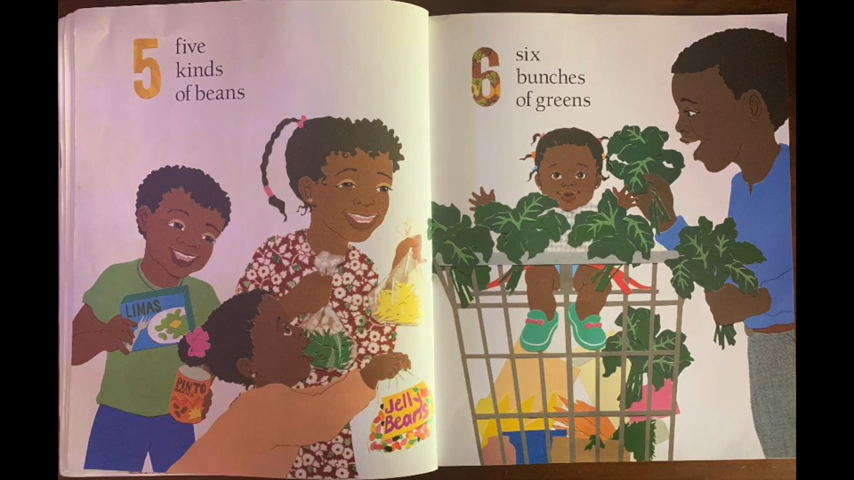 5
five
kinds
of beans
LIMAS
PINTO
Jelly
Beans
6
six
bunches
of greens